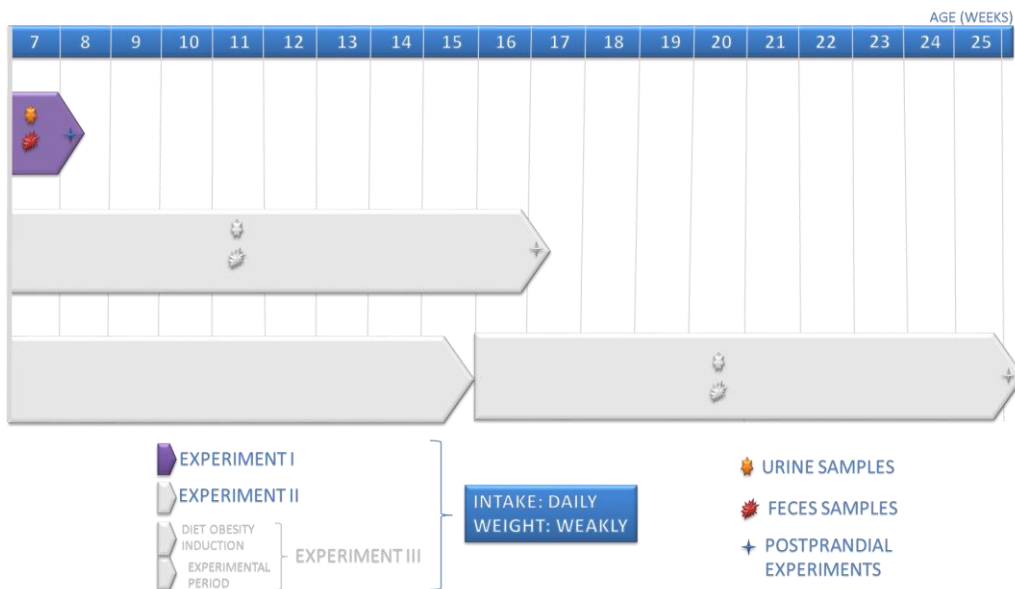 AGE (WEEKS)
7 8 9 10 11 12 13 14 15 16 17 18 19 20 21 22 23 24 25
EXPERIMENT I
EXPERIMENT II
DIET OBESITY
INDUCTION
EXPERIMENTAL
PERIOD
EXPERIMENT III
INTAKE: DAILY
WEIGHT: WEAKLY
URINE SAMPLES
FECES SAMPLES
POSTPRANDIAL
EXPERIMENTS